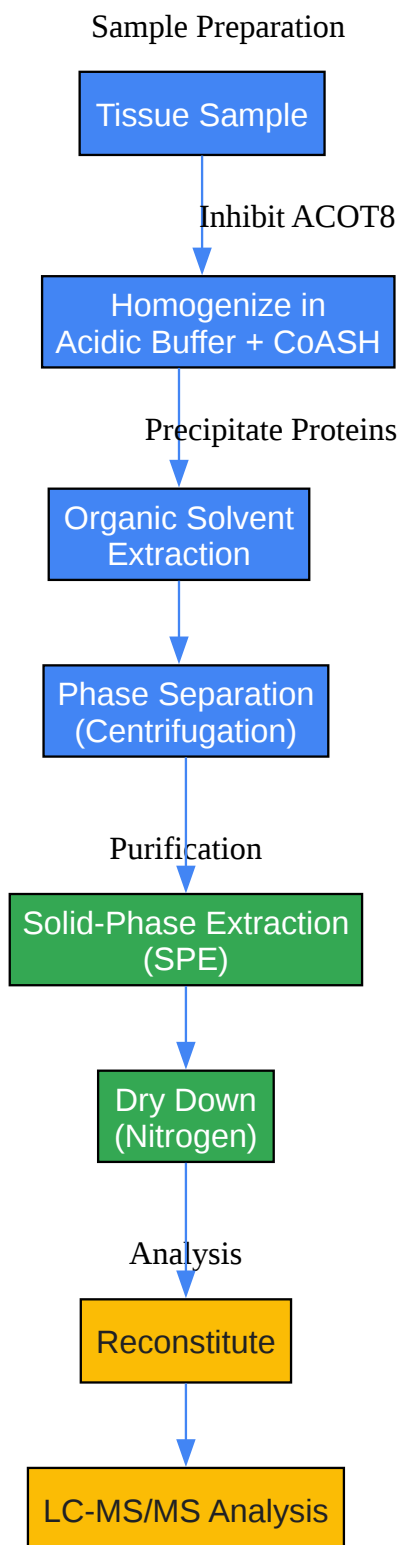 Sample Preparation
Tissue Sample
Inhibit ACOT8
Homogenize in
Acidic Buffer + CoASH
Precipitate Proteins
Organic Solvent
Extraction
Phase Separation
(Centrifugation)
Purification
Solid-Phase Extraction
(SPE)
Dry Down
(Nitrogen)
Analysis
Reconstitute
LC-MS/MS Analysis